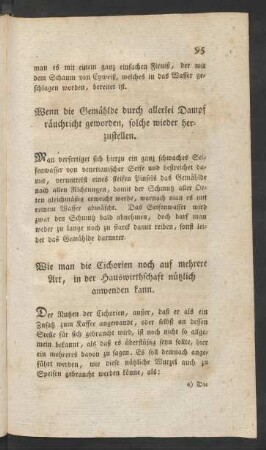 95
man es mit einem ganz einfachen Firniß, der mit
dem Schaum von Eyweiß, welches in das Wasser ge-
schlagen worden, bereitet ist.
Wenn die Gemählde durch allerlei Dampf
räuchricht geworden, solche wieder her-
zustellen.
Man verfertiget sich hierzu ein ganz schwaches Sei-
fenwasser von venetianischer Seife und bestreichet da-
mit, vermittelst eines steifen Pinsels das Gemählde
nach allen Richtungen, damit der Schmutz aller Or-
ten gleichmäßig erweicht werde, wornach man es mit
reinem Wasser abwäscht. Das Seifenwasser wird
zwar den Schmutz bald abnehmen, doch darf man
weder zu lange noch zu stark damit reiben, sonst lei-
det das Gemählde darunter.
Wie man die Cichorien noch auf mehrere
Art, in der Hauswirthschaft nützlich
anwenden kann.
Der Nutzen der Cichorien, außer, daß er als ein
Zusatz zum Kaffee angewandt, oder selbst an dessen
Stelle für sich gebraucht wird, ist noch nicht so allge-
mein bekannt, als daß es überflüssig seyn sollte, hier
ein mehreres davon zu sagen. Es soll demnach ange-
führet werden, wie diese nützliche Wurzel auch zu
Speisen gebraucht werden könne, als:
a) Die